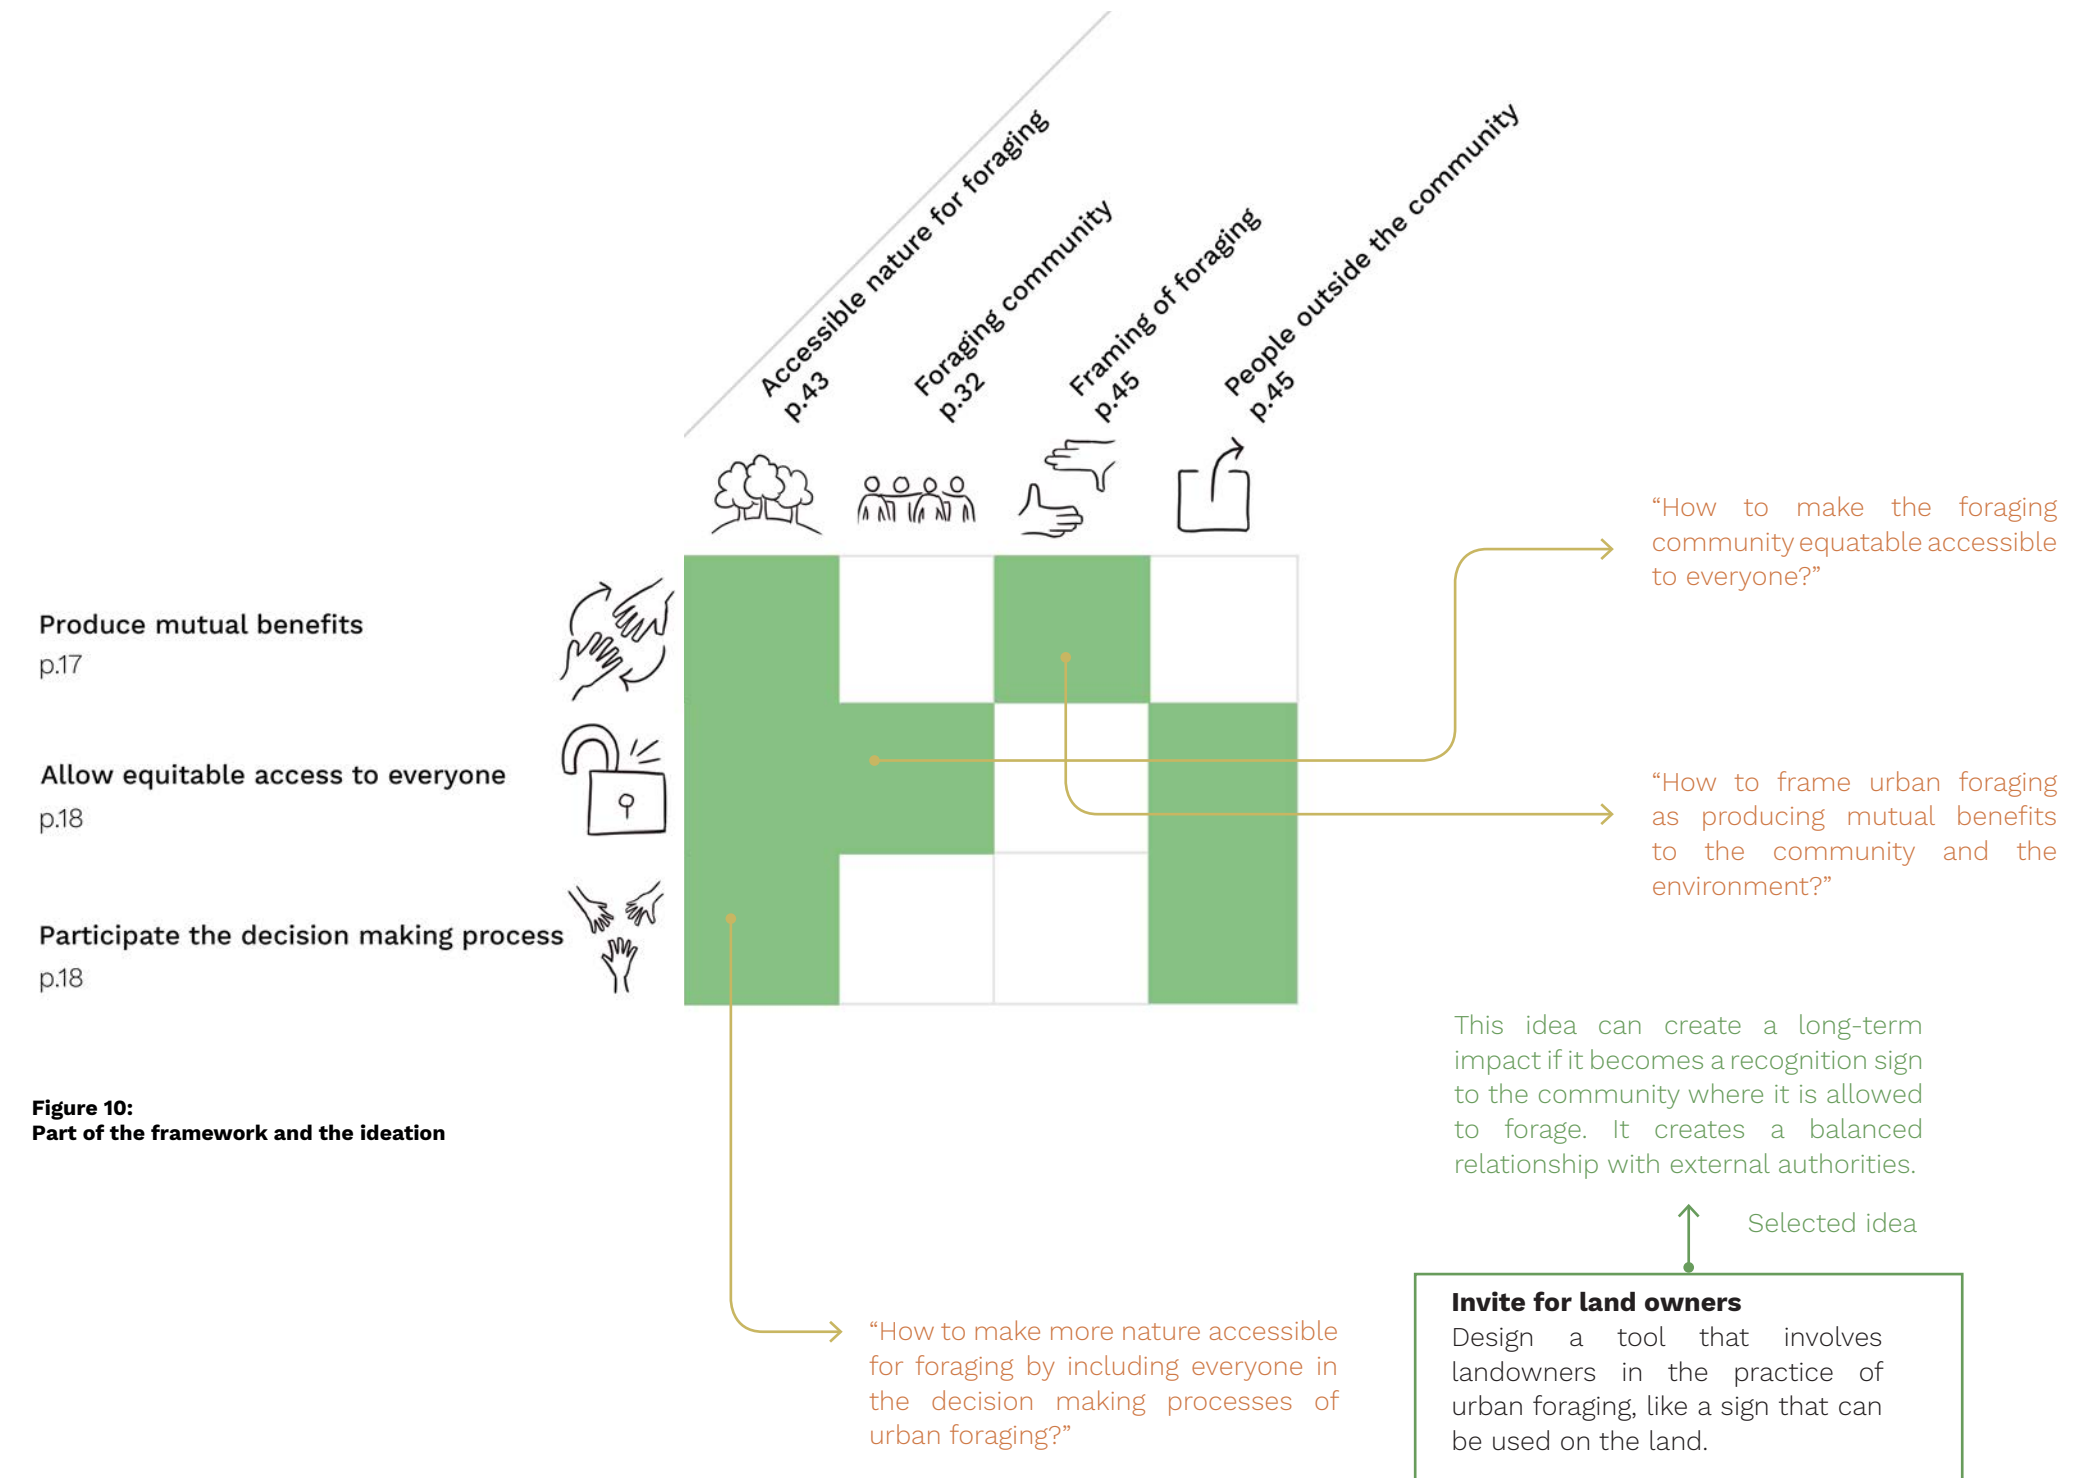 Accessible nature for foraging
p.43
Foraging community
p.32
Framing of foraging
p.45
People outside the community
p.45
Produce mutual benefits
p.17
Allow equitable access to everyone
p.18
Participate the decision making process
p.18
“How to make the foraging
community equatable accessible
to everyone?”
“How to frame urban foraging
as producing mutual benefits
to the community and the
environment?”
Figure 10:
Part of the framework and the ideation
This idea can create a long-term
impact if it becomes a recognition sign
to the community where it is allowed
to forage. It creates a balanced
relationship with external authorities.
Selected idea
“How to make more nature accessible
for foraging by including everyone in
the decision making processes of
urban foraging?”
Invite for land owners
Design a tool that involves
landowners in the practice of
urban foraging, like a sign that can
be used on the land.